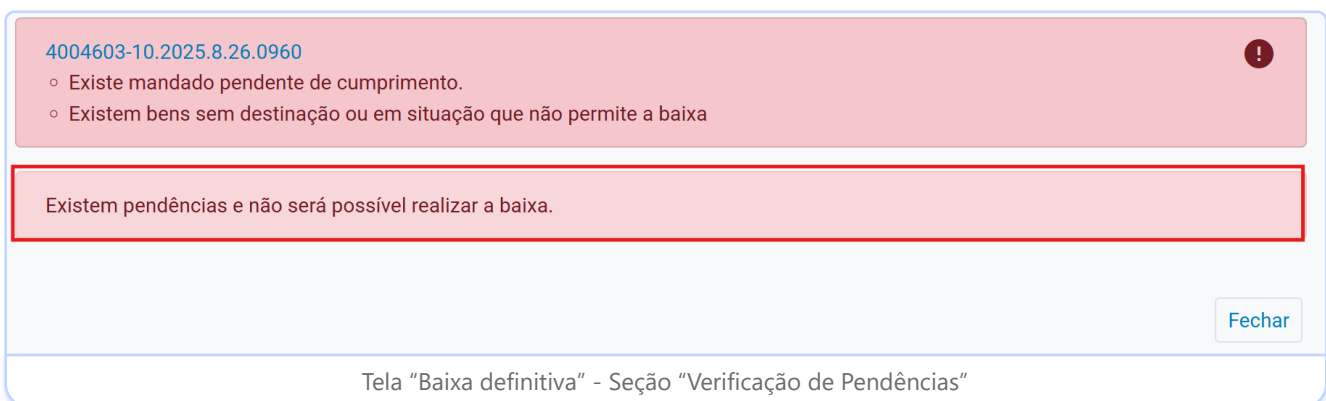 4004603-10.2025.8.26.0960
Existe mandado pendente de cumprimento.
Existem bens sem destinação ou em situação que não permite a baixa
Existem pendências e não será possível realizar a baixa.
Fechar
Tela “Baixa definitiva” - Seção “Verificação de Pendências”